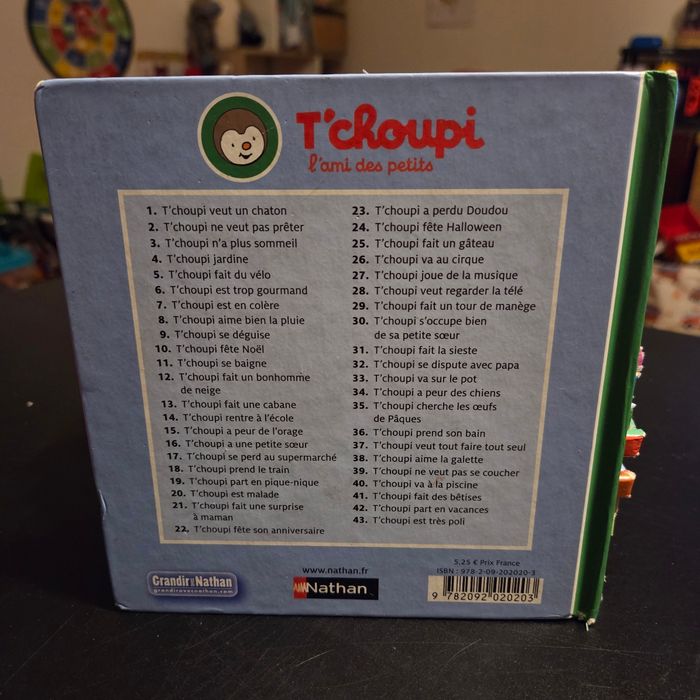 T'choupi
l'ami des petits
1. T'choupi veut un chaton
2. T'choupi ne veut pas prêter
3. T'choupi n'a plus sommeil
4. T'choupi jardine
5. T'choupi fait du vélo
6. T'choupi est trop gourmand
7. T'choupi est en colère
8. T'choupi aime bien la pluie
9. T'choupi se déguise
10. T'choupi fête Noël
11. T'choupi se baigne
12. T'choupi fait un bonhomme
de neige
13. T'choupi fait une cabane
14. T'choupi rentre à l'école
15. T'choupi a peur de l'orage
16. T'choupi a une petite sœur
17. T'choupi se perd au supermarché
18. T'choupi prend le train
19. T'choupi part en pique-nique
20. T'choupi est malade
21. T'choupi fait une surprise
à maman
22. T'choupi fête son anniversaire
23. T'choupi a perdu Doudou
24. T'choupi fête Halloween
25. T'choupi fait un gâteau
26. T'choupi va au cirque
27. T'choupi joue de la musique
28. T'choupi veut regarder la télé
29. T'choupi fait un tour de manège
30. T'choupi s'occupe bien
de sa petite sœur
31. T'choupi fait la sieste
32. T'choupi se dispute avec papa
33. T'choupi va sur le pot
34. T'choupi a peur des chiens
35. T'choupi cherche les œufs
de Pâques
36. T'choupi prend son bain
37. T'choupi veut tout faire tout seul
38. T'choupi aime la galette
39. T'choupi ne veut pas se coucher
40. T'choupi va à la piscine
41. T'choupi fait des bêtises
42. T'choupi part en vacances
43. T'choupi est très poli
Grandir avec Nathan
grandiravecnathan.com
www.nathan.fr
Nathan
5,25 € Prix France
ISBN : 978-2-09-202020-3
9 782092 020203